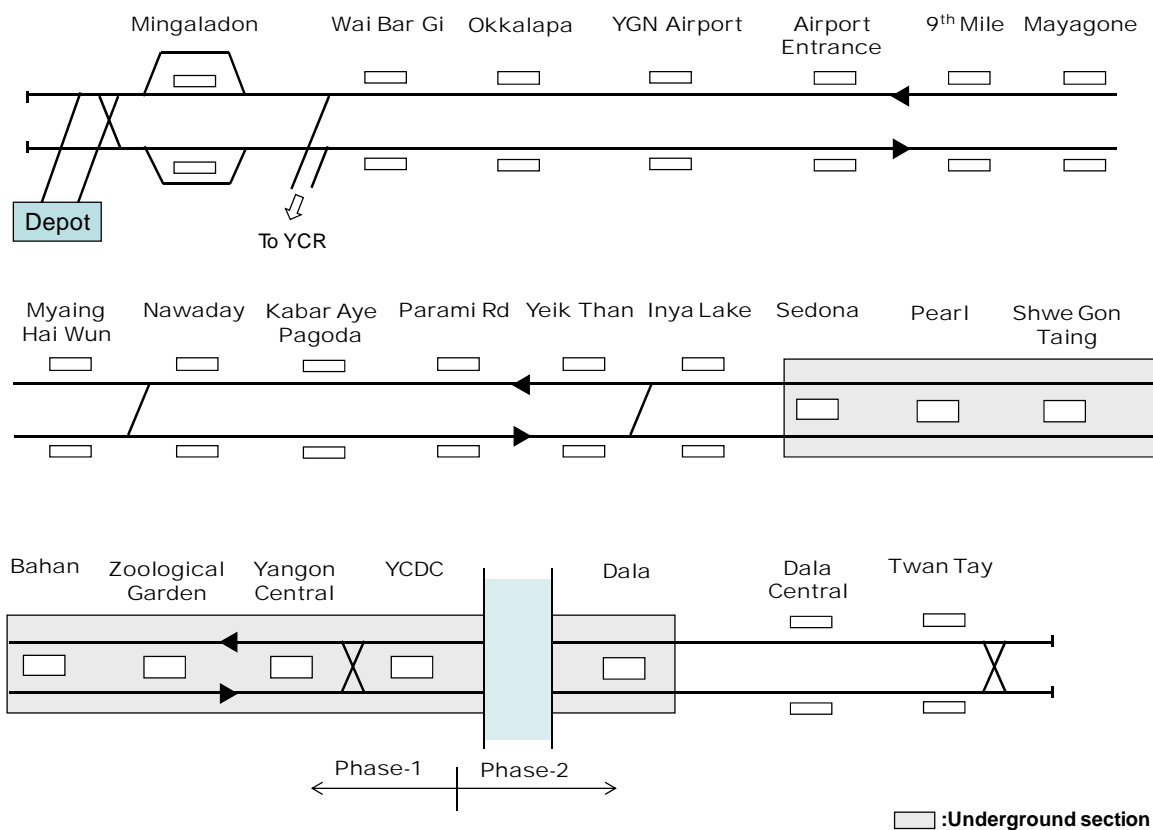 Mingaladon
Wai Bar Gi
Okkalapa
YGN Airport
Airport
Entrance
9th Mile
Mayagone
Depot
To YCR
Myaing
Hai Wun
Nawaday
Kabar Aye
Pagoda
Parami Rd
Yeik Than
Inya Lake
Sedona
Pearl
Shwe Gon
Taing
Bahan
Zoological
Garden
Yangon
Central
YCDC
Dala
Dala
Central
Twan Tay
Phase-1
Phase-2
:Underground section